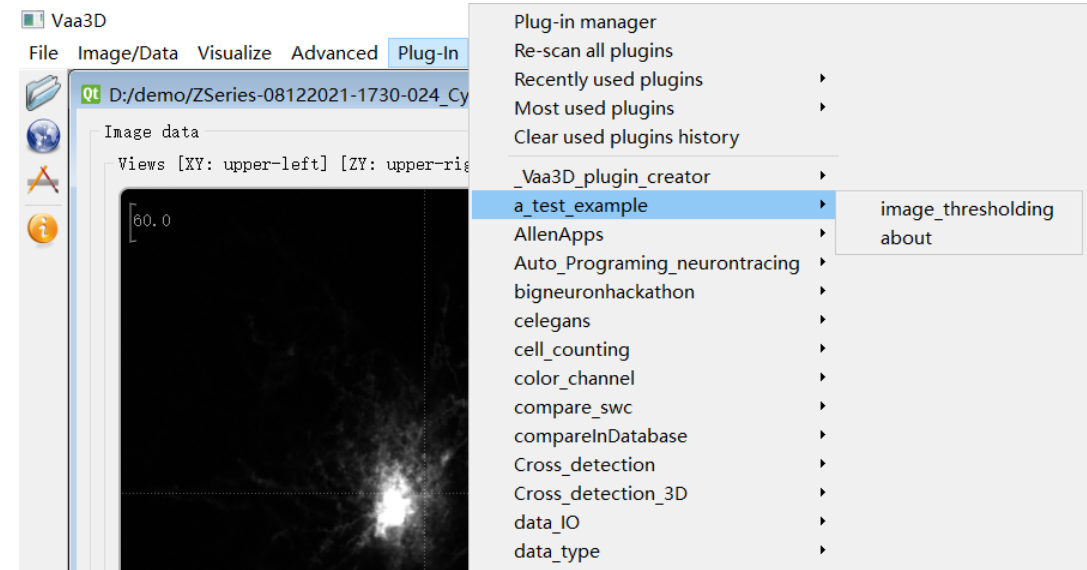 Vaa3D
File Image/Data Visualize Advanced Plug-In
D:/demo/ZSeries-08122021-1730-024_Cy
Image data
Views [XY: upper-left] [ZY: upper-rig
60.0
Plug-in manager
Re-scan all plugins
Recently used plugins
Most used plugins
Clear used plugins history
_Vaa3D_plugin_creator
a_test_example
image_thresholding
about
AllenApps
Auto_Programing_neurontracing
bigneuronhackathon
celegans
cell_counting
color_channel
compare_swc
compareInDatabase
Cross_detection
Cross_detection_3D
data_IO
data_type